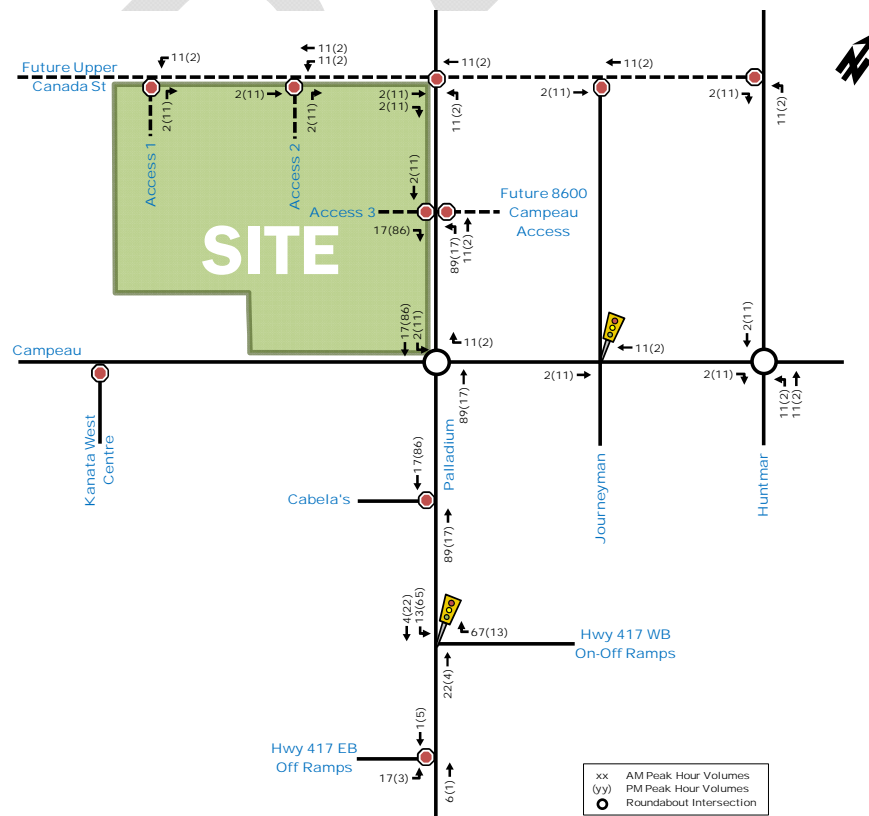 Future Upper
Canada St
11(2)
11(2)
11(2)
11(2)
11(2)
2(11)
2(11)
2(11)
2(11)
2(11)
2(11)
2(11)
2(11)
11(2)
11(2)
Access 1
Access 2
2(11)
Access 3
Future 8600
Campeau
Access
17(86)
89(17)
11(2)
SITE
17(86)
2(11)
11(2)
2(11)
11(2)
Campeau
89(17)
2(11)
2(11)
11(2)
11(2)
Kanata West
Centre
17(86)
Palladium
Journeyman
Huntmar
Cabela's
89(17)
4(22)
13(65)
67(13)
Hwy 417 WB
On-Off Ramps
22(4)
1(5)
Hwy 417 EB
Off Ramps
17(3)
6(1)
xx AM Peak Hour Volumes
(yy) PM Peak Hour Volumes
Roundabout Intersection